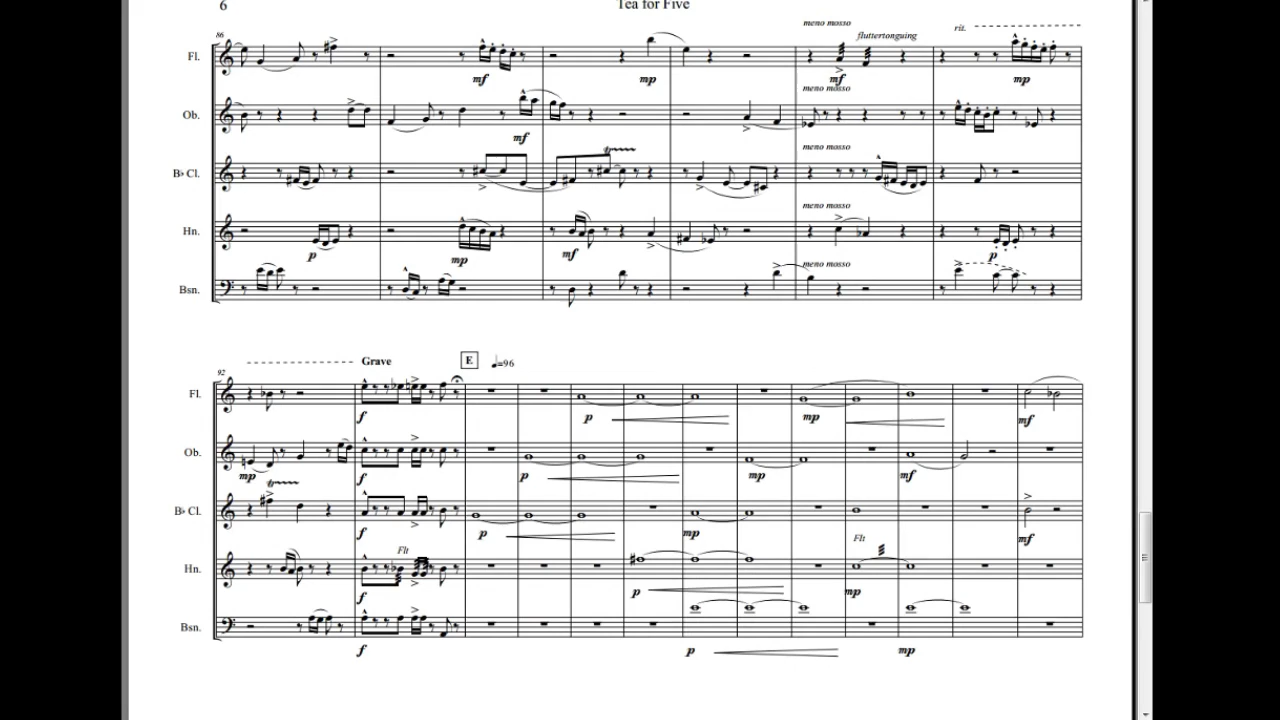 6
Tea for Five
meno mosso
rit.
86
fluttertonguing
Fl.
mf
mp
mf
mp
meno mosso
Ob.
mf
meno mosso
B♭ Cl.
meno mosso
Hn.
p
mp
mf
p
meno mosso
Bsn.
Grave
E
♩=96
92
Fl.
f
p
mp
mf
Ob.
mp
f
p
mp
mf
B♭ Cl.
f
p
mp
mf
Flt
Flt
Hn.
f
p
mp
Bsn.
f
p
mp